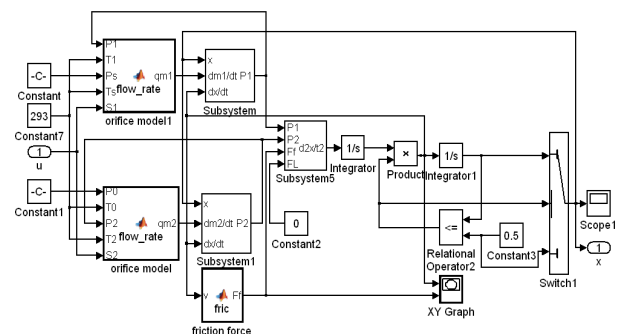 P1
T1
Ps
Ts
S1
flow_rate
qm1
orifice model1
-C-
Constant
293
Constant7
1
u
-C-
Constant1
P0
T0
P2
T2
S2
flow_rate
qm2
orifice model
x
dm1/dt P1
dx/dt
Subsystem
x
dm2/dt P2
dx/dt
Subsystem1
v
fric
Ff
friction force
P1
P2
Ff
FL
d2x/t2
Subsystem5
0
Constant2
1/s
Integrator
×
Product
1/s
Integrator1
<=
Relational
Operator2
0.5
Constant3
XY Graph
Switch1
Scope1
1
x